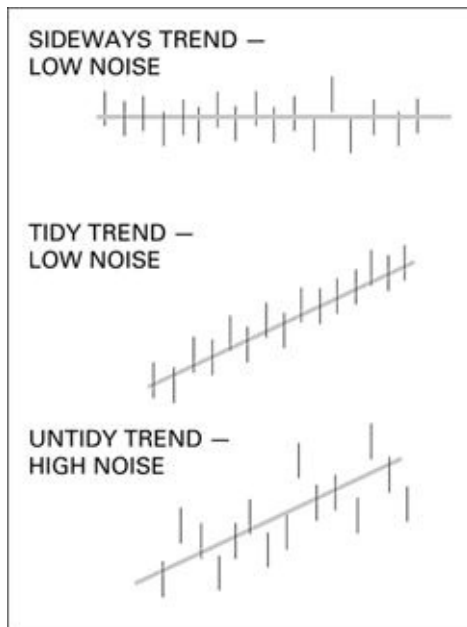 SIDEWAYS TREND —
LOW NOISE
TIDY TREND —
LOW NOISE
UNTIDY TREND —
HIGH NOISE